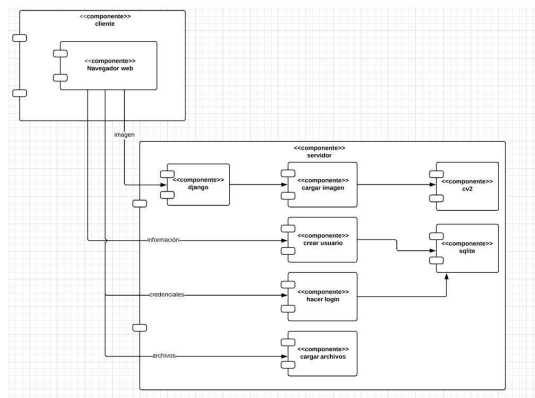 <<componente>>
cliente
<<componente>>
Navegador web
imagen
<<componente>>
servidor
<<componente>>
django
<<componente>>
cargar imagen
<<componente>>
cv2
información
<<componente>>
crear usuario
<<componente>>
sqlite
credenciales
<<componente>>
hacer login
archivos
<<componente>>
cargar archivos